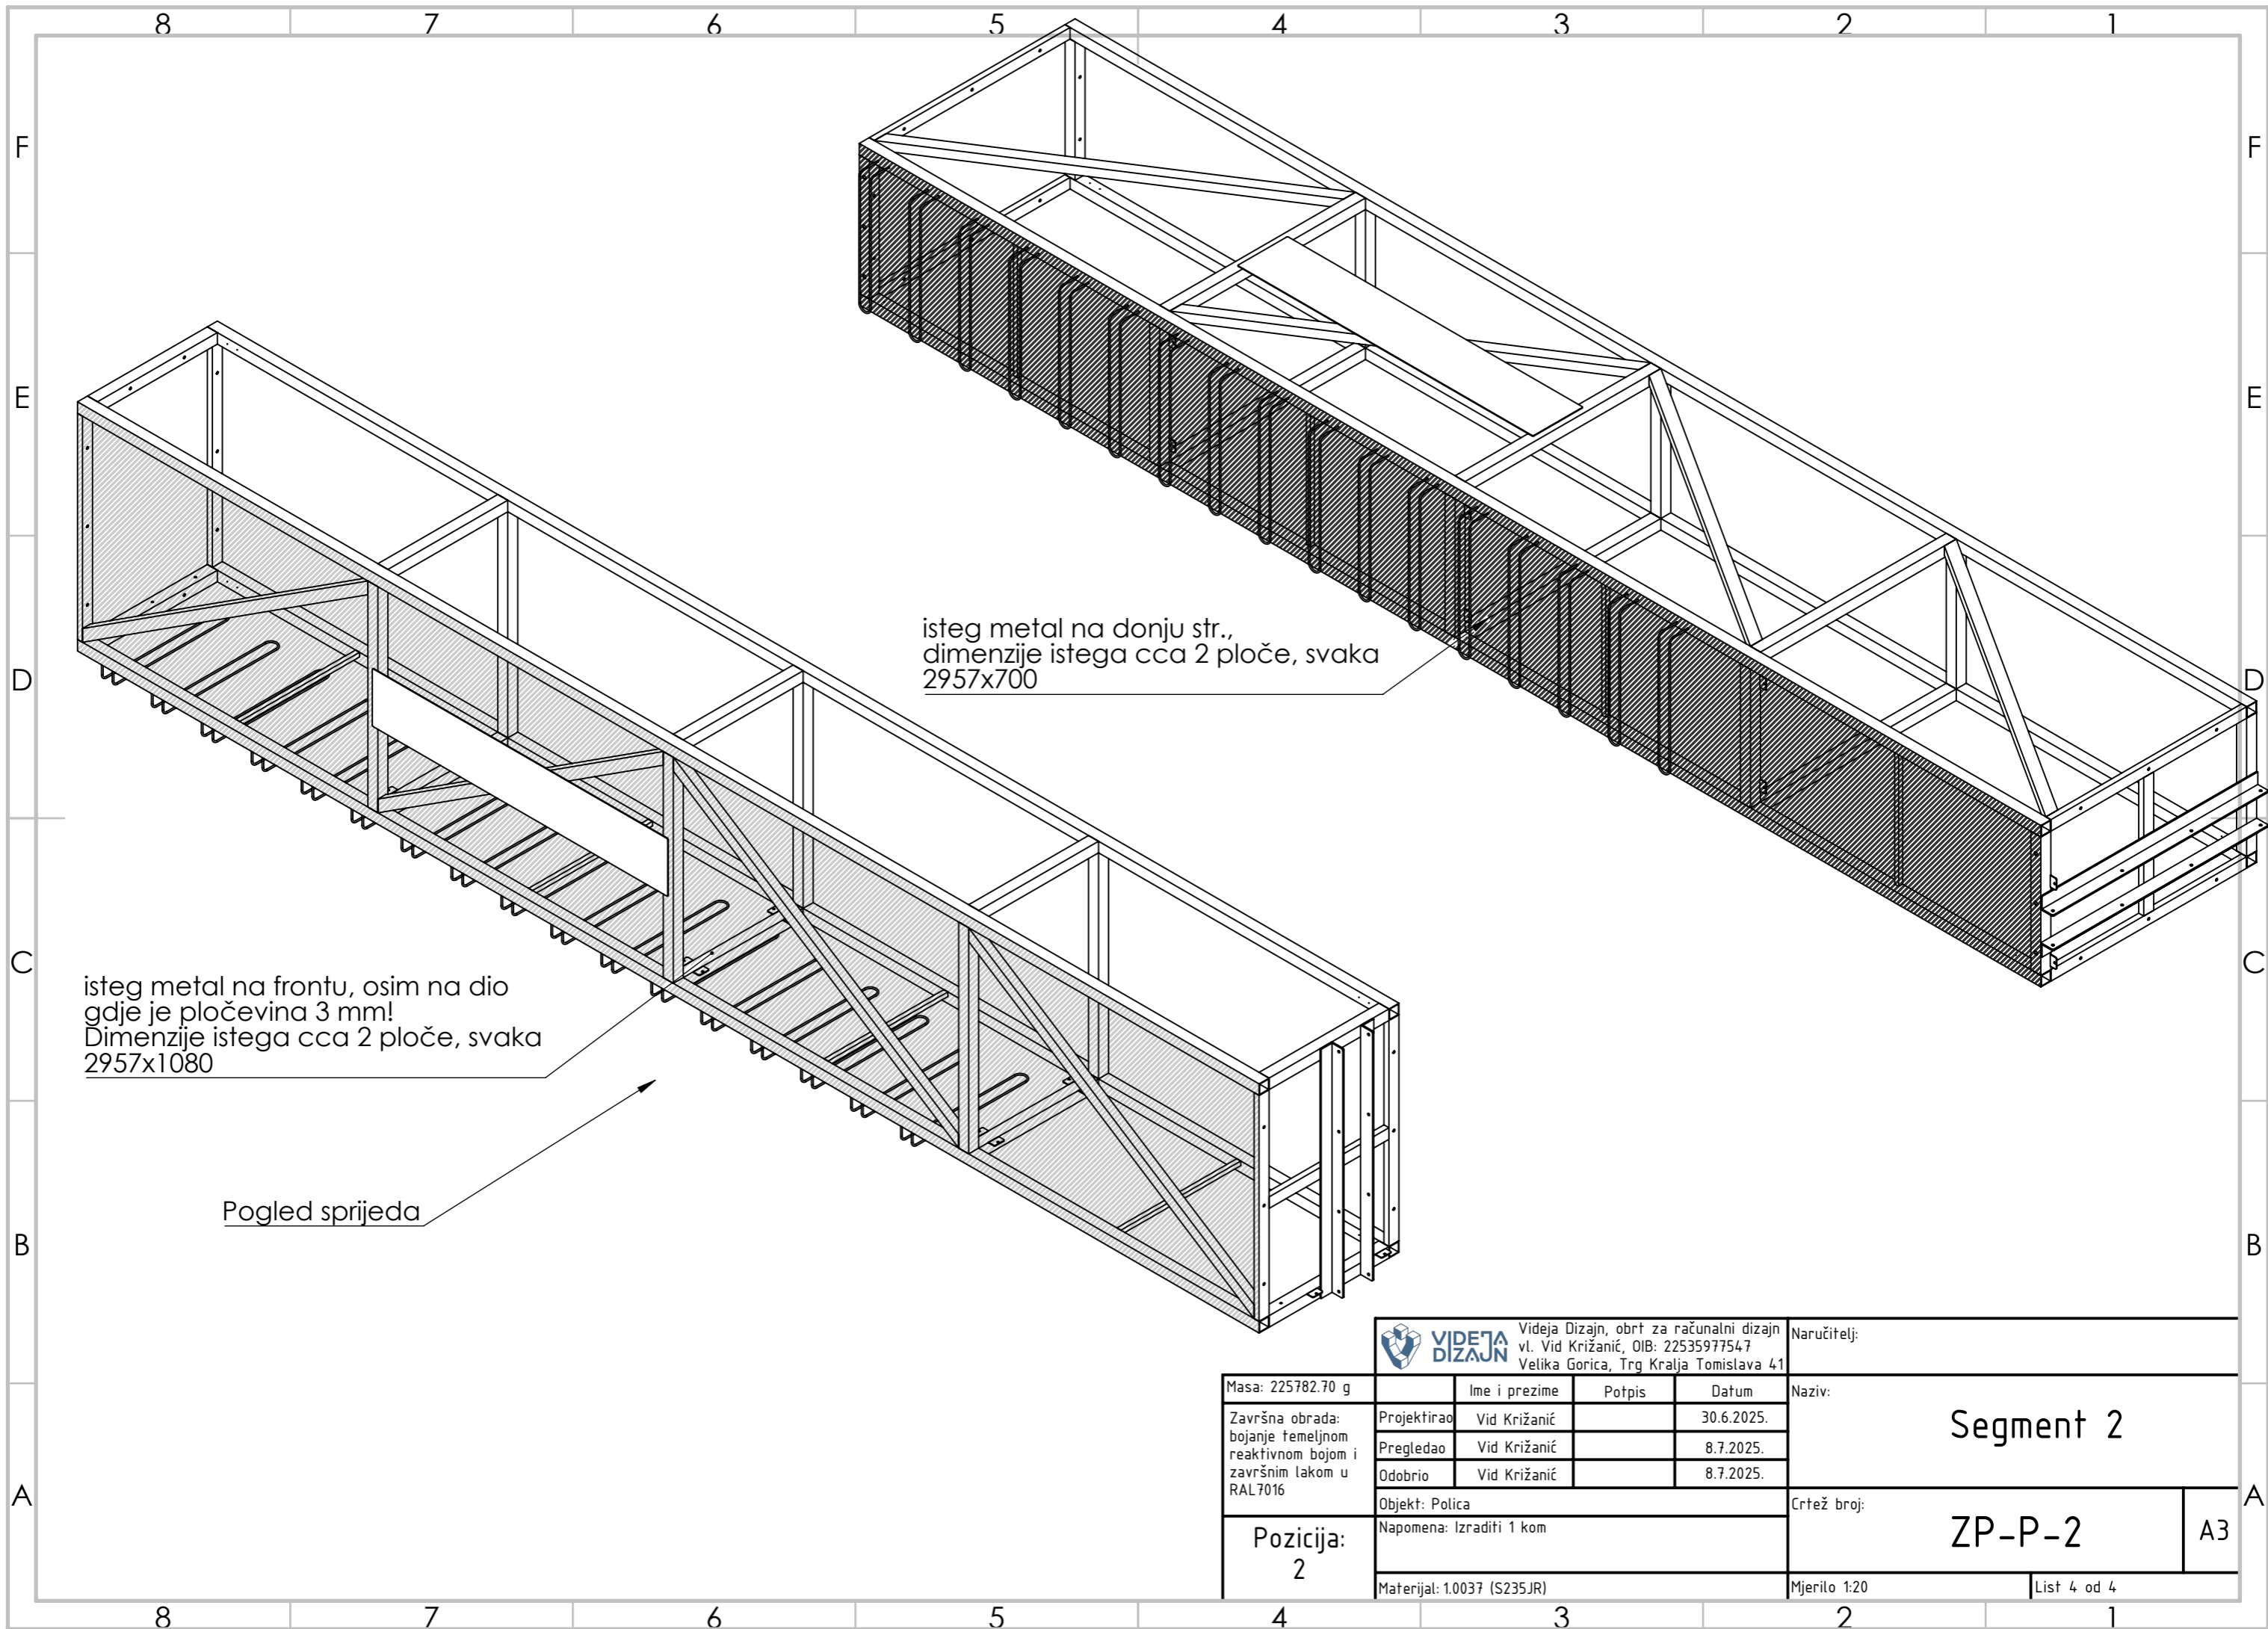 8 7 6 5 4 3 2 1
F F
E E
D D
C C
B B
A A
isteg metal na donju str.,
dimenzije istega cca 2 ploče, svaka
2957x700
isteg metal na frontu, osim na dio
gdje je pločevina 3 mm!
Dimenzije istega cca 2 ploče, svaka
2957x1080
Pogled sprijeda
VIDEJA
DIZAJN
Videja Dizajn, obrt za računalni dizajn
vl. Vid Križanić, OIB: 22535977547
Velika Gorica, Trg Kralja Tomislava 41
Naručitelj:
Masa: 225782.70 g
Ime i prezime Potpis Datum
Naziv:
Segment 2
Završna obrada:
bojanje temeljnom
reaktivnom bojom i
završnim lakom u
RAL7016
Projektirao Vid Križanić 30.6.2025.
Pregledao Vid Križanić 8.7.2025.
Odobrio Vid Križanić 8.7.2025.
Objekt: Polica
Crtež broj:
ZP-P-2
A3
Pozicija:
2
Napomena: Izraditi 1 kom
Materijal: 1.0037 (S235JR)
Mjerilo 1:20
List 4 od 4
8 7 6 5 4 3 2 1